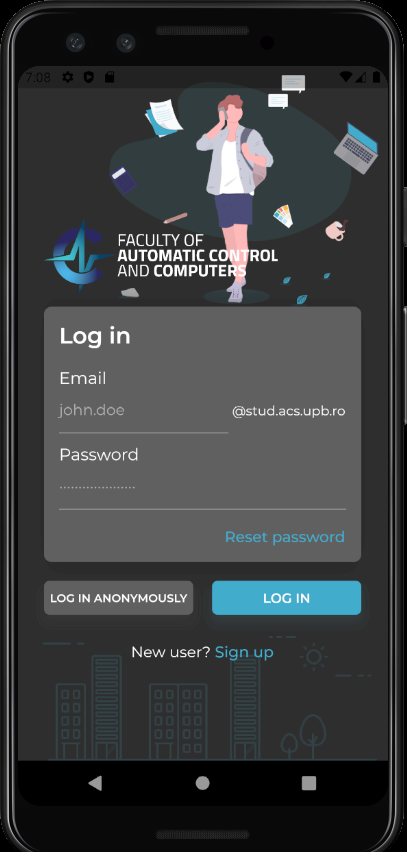 7:08
FACULTY OF
AUTOMATIC CONTROL
AND COMPUTERS
Log in
Email
john.doe @stud.acs.upb.ro
Password
····················
Reset password
LOG IN ANONYMOUSLY LOG IN
New user? Sign up